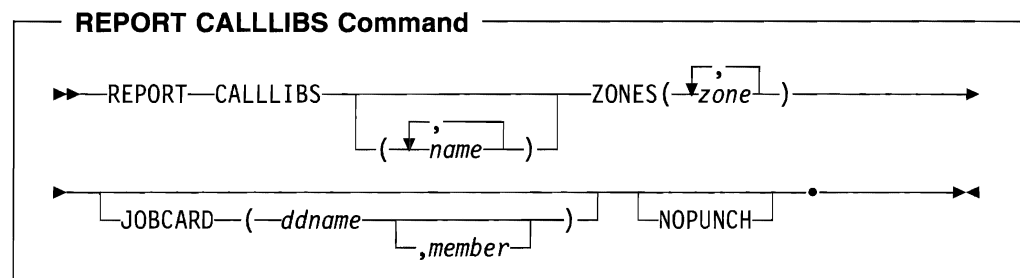 REPORT CALLLIBS Command
,
REPORT CALLLIBS ZONES( zone )
,
( name )
JOBCARD ( ddname ) NOPUNCH
,member